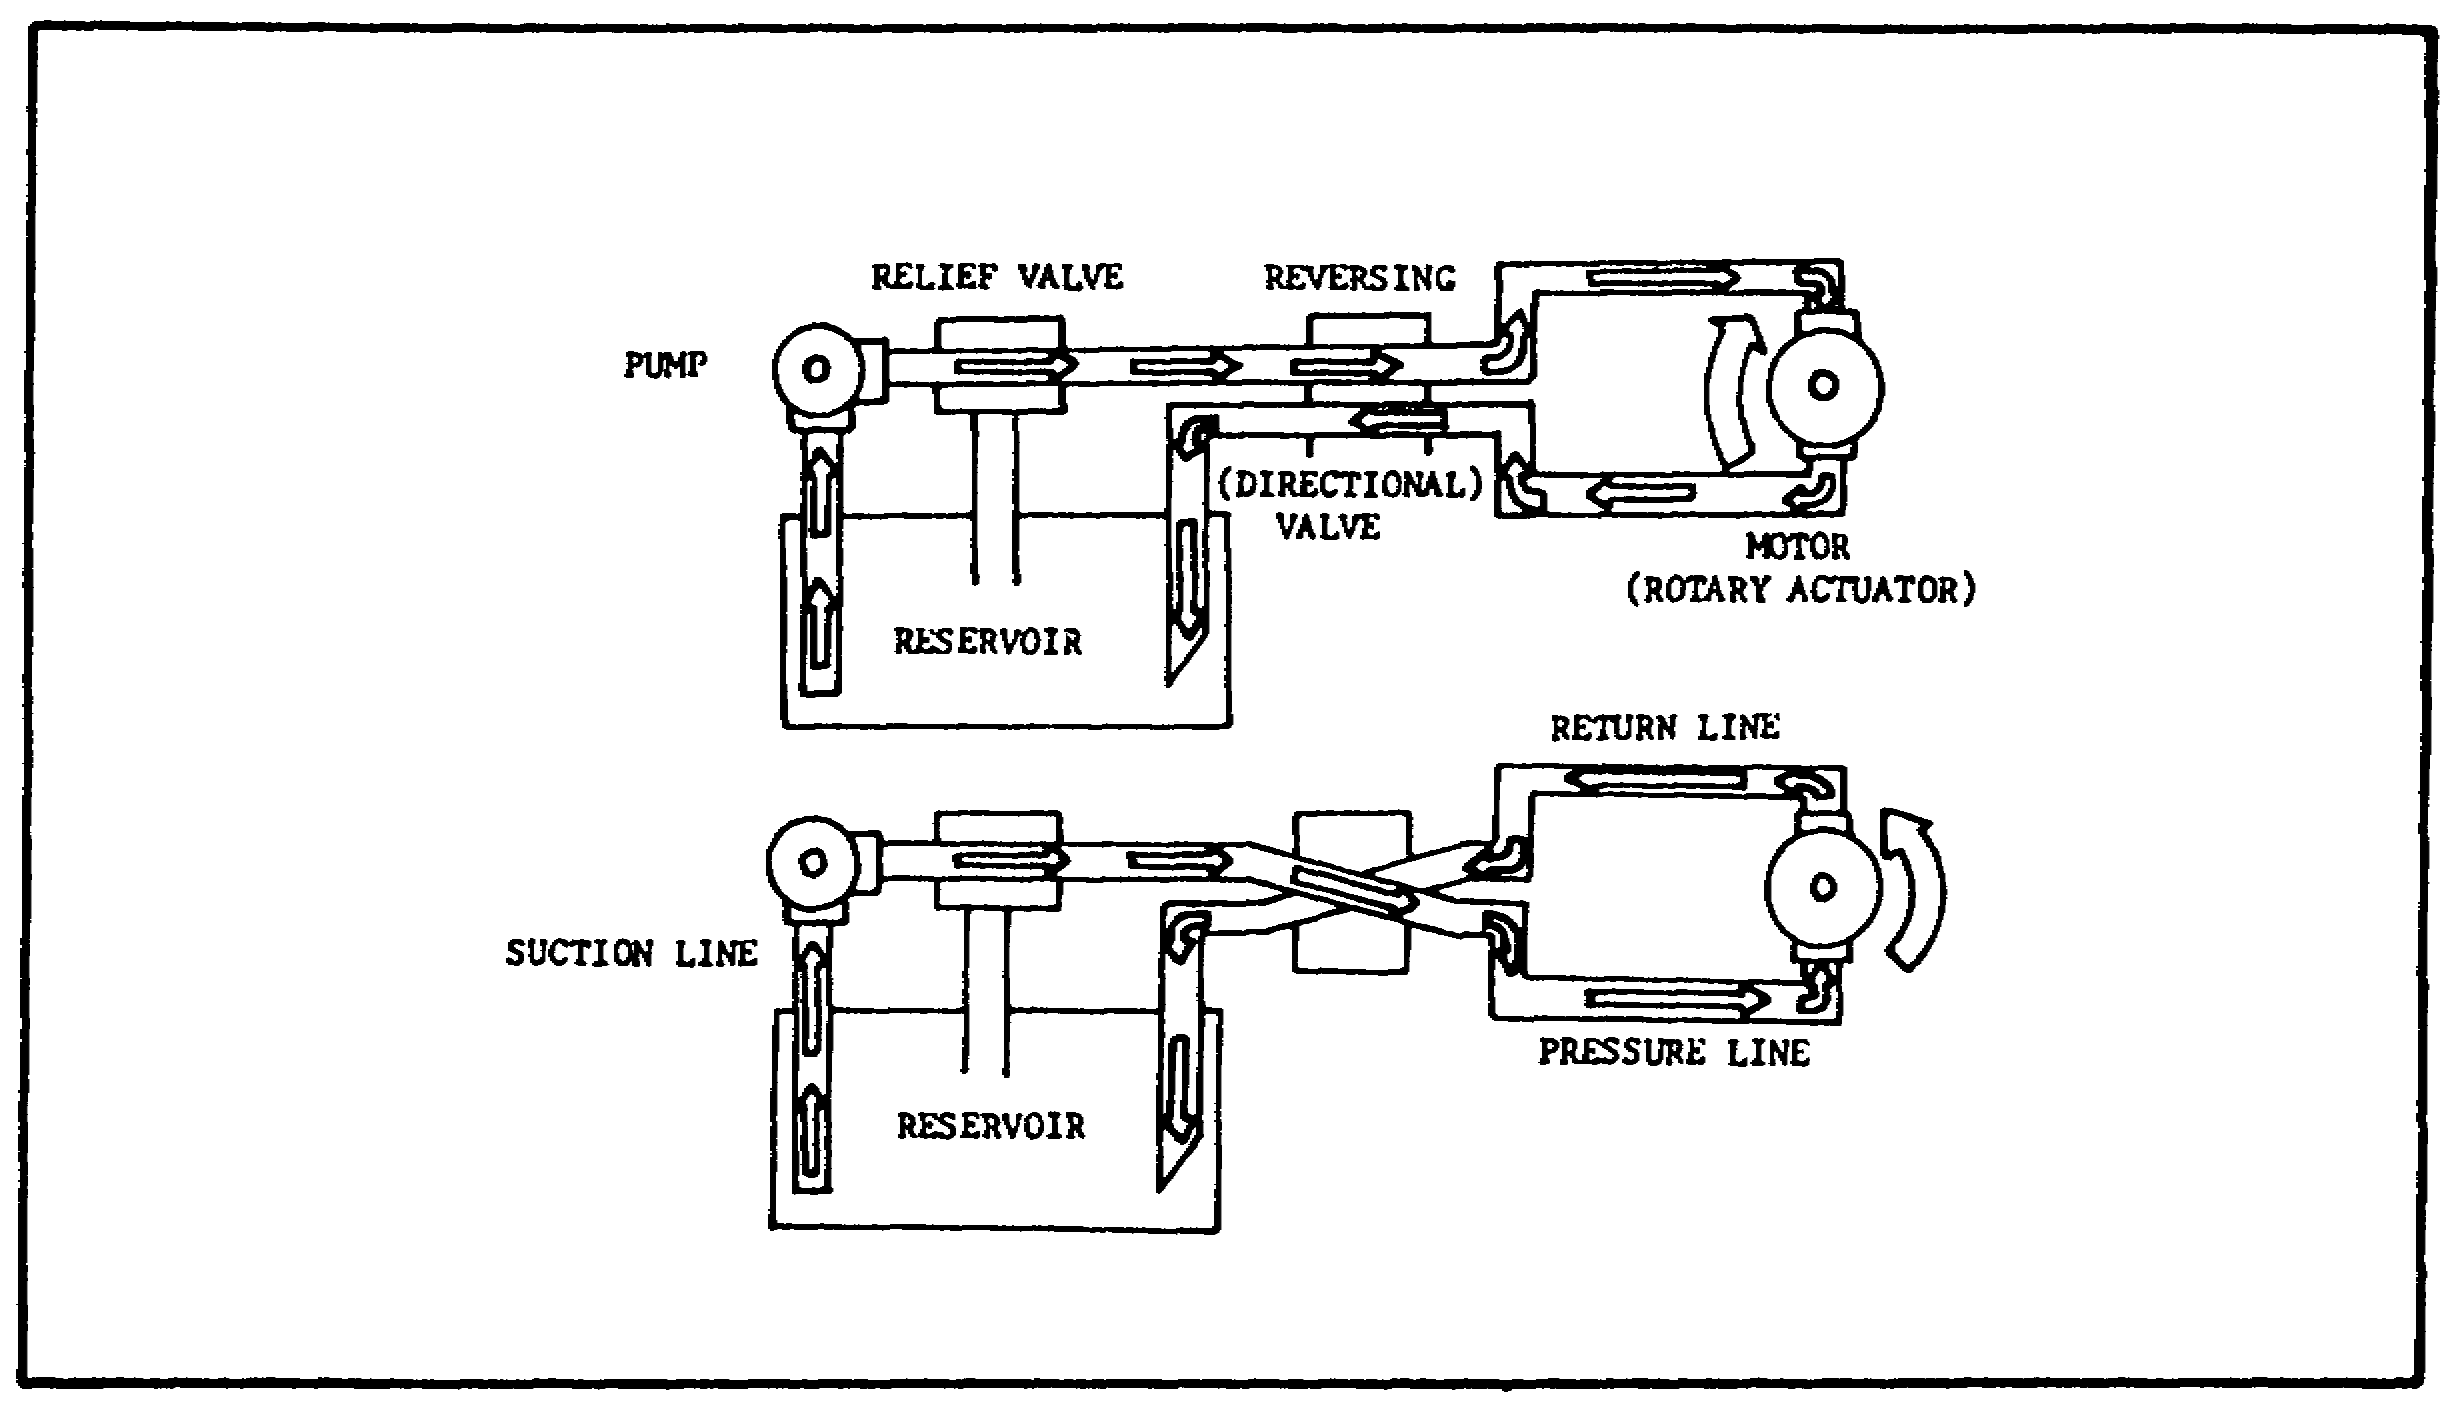 RELIEF VALVE
REVERSING
PUMP
(DIRECTIONAL)
VALVE
MOTOR
(ROTARY ACTUATOR)
RESERVOIR
RETURN LINE
SUCTION LINE
PRESSURE LINE
RESERVOIR